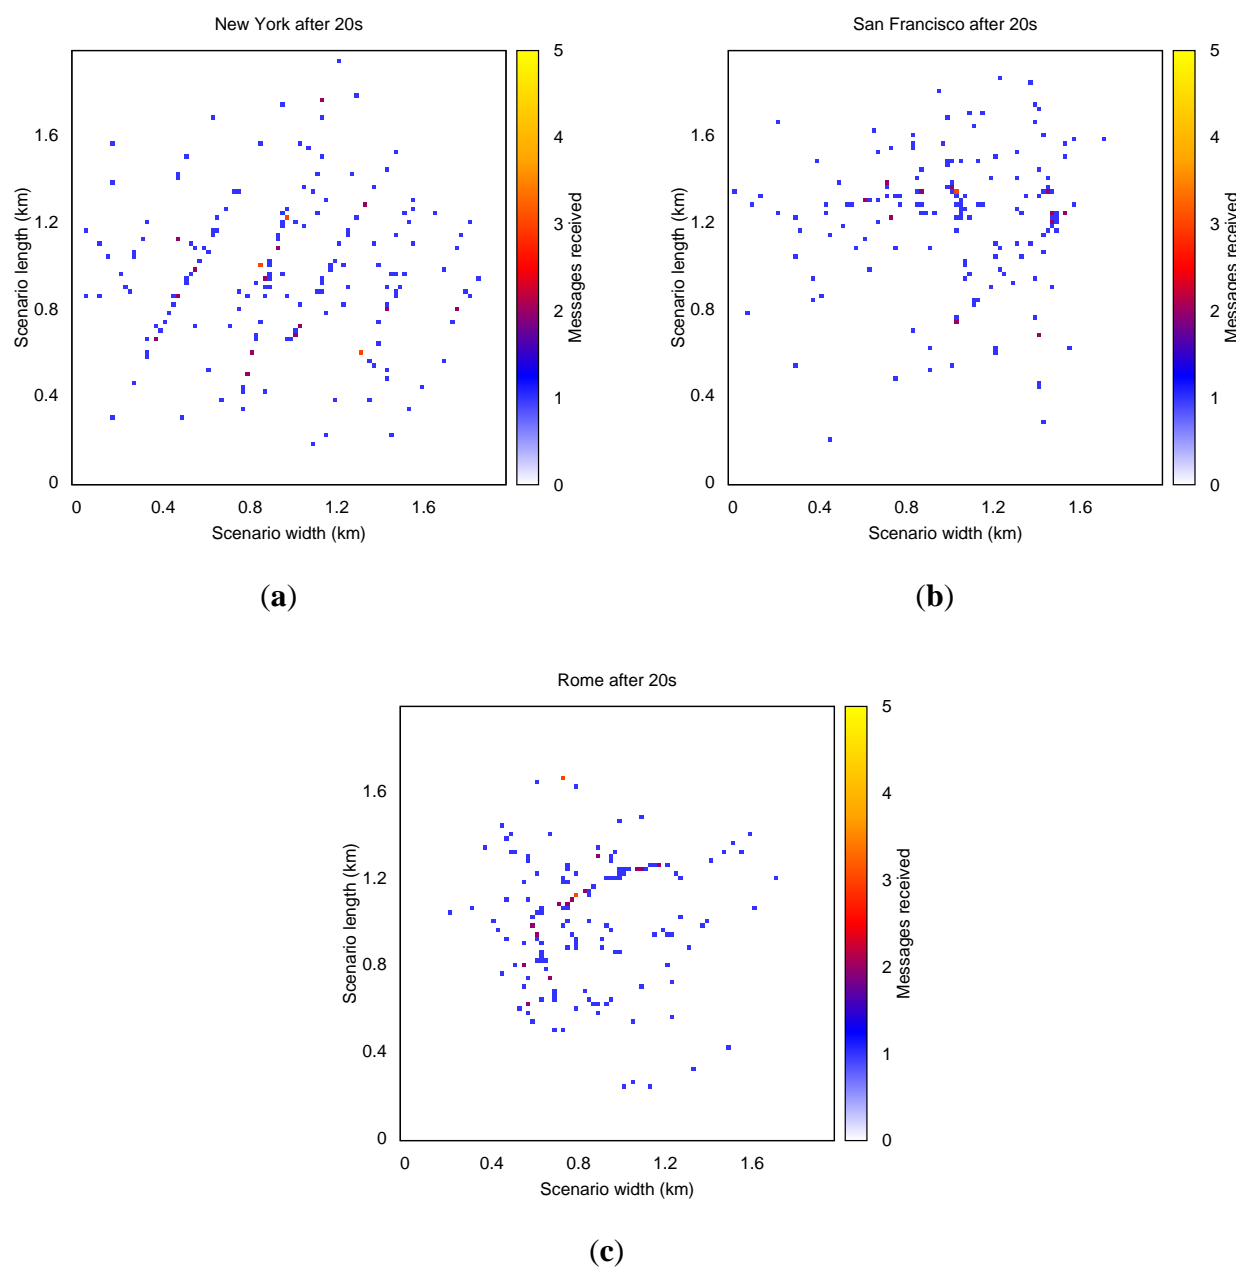 New York after 20s
5
4
3
2
1
0
Messages received
1.6
1.2
0.8
0.4
0
Scenario length (km)
0 0.4 0.8 1.2 1.6
Scenario width (km)
(a)
San Francisco after 20s
5
4
3
2
1
0
Messages received
1.6
1.2
0.8
0.4
0
Scenario length (km)
0 0.4 0.8 1.2 1.6
Scenario width (km)
(b)
Rome after 20s
5
4
3
2
1
0
Messages received
1.6
1.2
0.8
0.4
0
Scenario length (km)
0 0.4 0.8 1.2 1.6
Scenario width (km)
(c)